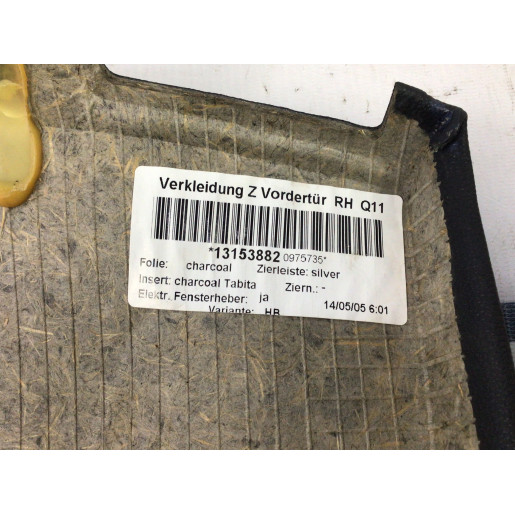 Verkleidung Z Vordertür RH Q11
*13153882 0975735*
Folie: charcoal Zierleiste: silver
Insert: charcoal Tabita Ziern.: -
Elektr. Fensterheber: ja 14/05/05 6:01
Variante: HB